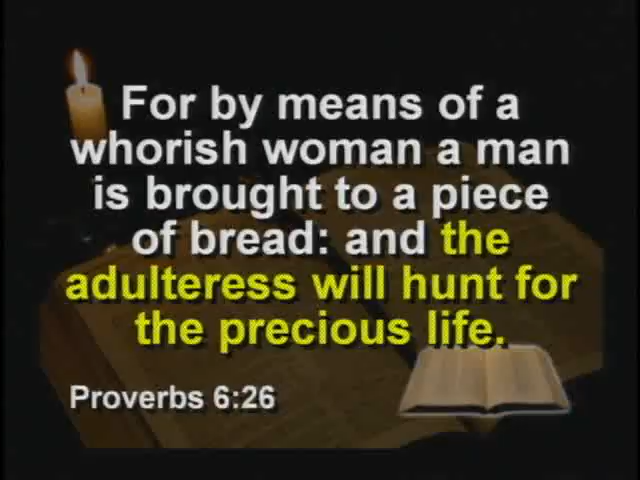 For by means of a
whorish woman a man
is brought to a piece
of bread: and the
adulteress will hunt for
the precious life.
Proverbs 6:26